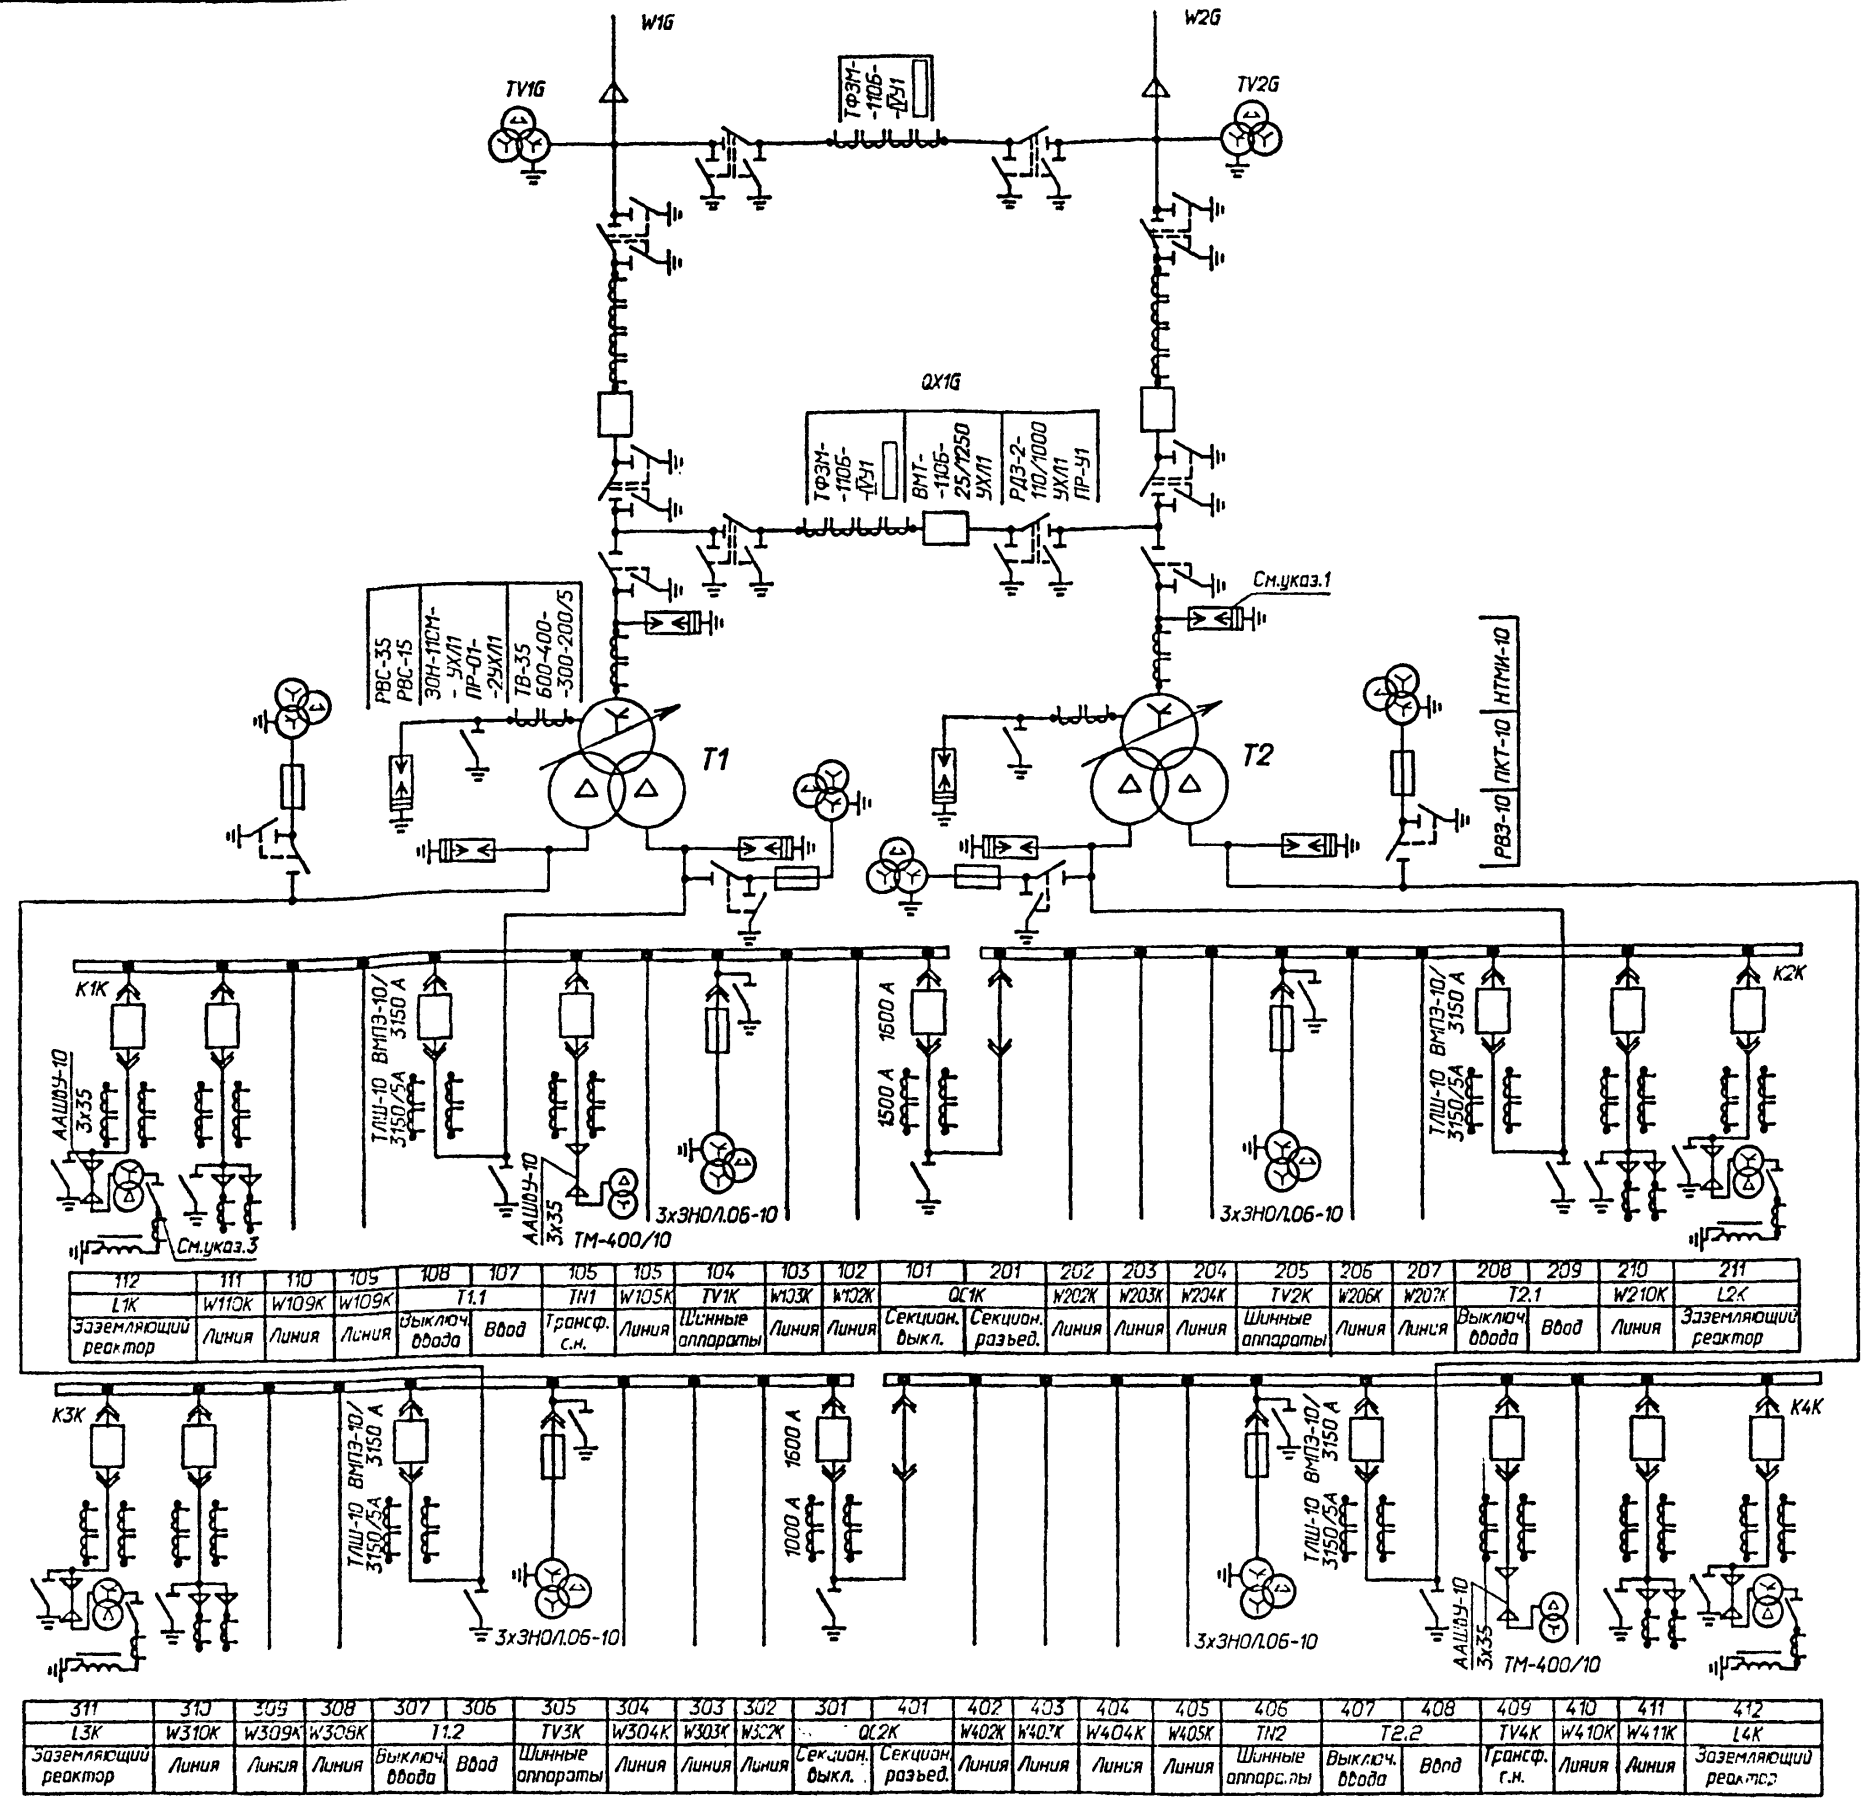 W1G
W2G
TV1G
TV2G
ТФЗМ-
-110Б-
-IVУ1
QX1G
ТФЗМ-
-110Б-
-IVУ1
ВМТ-
-110Б-
25/1250
УХЛ1
РДЗ-2-
110/1000
УХЛ1
ПР-У1
См.указ.1
РВС-35
РВС-15
ЗОН-11СМ-
- УХЛ1
ПР-01-
-2УХЛ1
ТВ-35
600-400-
-300-200/5
T1
T2
РВЗ-10
ПКТ-10
НТМИ-10
K1K
K2K
ААШвУ-10
3х35
ТЛШ-10 ВМПЭ-10/
3150/5А 3150 А
ААШвУ-10
3х35
ТМ-400/10
3хЗНОЛ.06-10
1500 А 1600 А
3хЗНОЛ.06-10
ТЛШ-10 ВМПЭ-10/
3150/5А 3150 А
См.указ.3
112 111 110 109 108 107 105 105 104 103 102 101 201 202 203 204 205 206 207 208 209 210 211
L1K W110K W109K W109K T1.1 TN1 W105K TV1K W103K W102K QC1K W202K W203K W204K TV2K W206K W207K T2.1 W210K L2K
Заземляющий реактор Линия Линия Линия Выключ. ввода Ввод Трансф. с.н. Линия Шинные аппараты Линия Линия Секцион. выкл. Секцион. разъед. Линия Линия Линия Шинные аппараты Линия Линия Выключ. ввода Ввод Линия Заземляющий реактор
K3K
K4K
ТЛШ-10 ВМПЭ-10/
3150/5А 3150 А
3хЗНОЛ.06-10
1000 А 1600 А
3хЗНОЛ.06-10
ТЛШ-10 ВМПЭ-10/
3150/5А 3150 А
ААШвУ-10
3х35
ТМ-400/10
311 310 309 308 307 306 305 304 303 302 301 401 402 403 404 405 406 407 408 409 410 411 412
L3K W310K W309K W308K T1.2 TV3K W304K W303K W302K QC2K W402K W403K W404K W405K TN2 T2.2 TV4K W410K W411K L4K
Заземляющий реактор Линия Линия Линия Выключ. ввода Ввод Шинные аппараты Линия Линия Линия Секцион. выкл. Секцион. разъед. Линия Линия Линия Линия Шинные аппараты Выключ. ввода Ввод Трансф. с.н. Линия Линия Заземляющий реактор